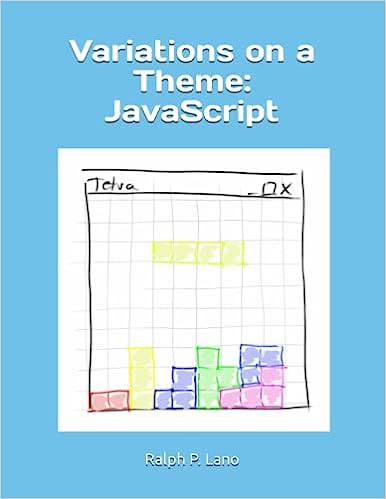 Variations on a
Theme:
JavaScript
Tetra _□X
Ralph P. Lano